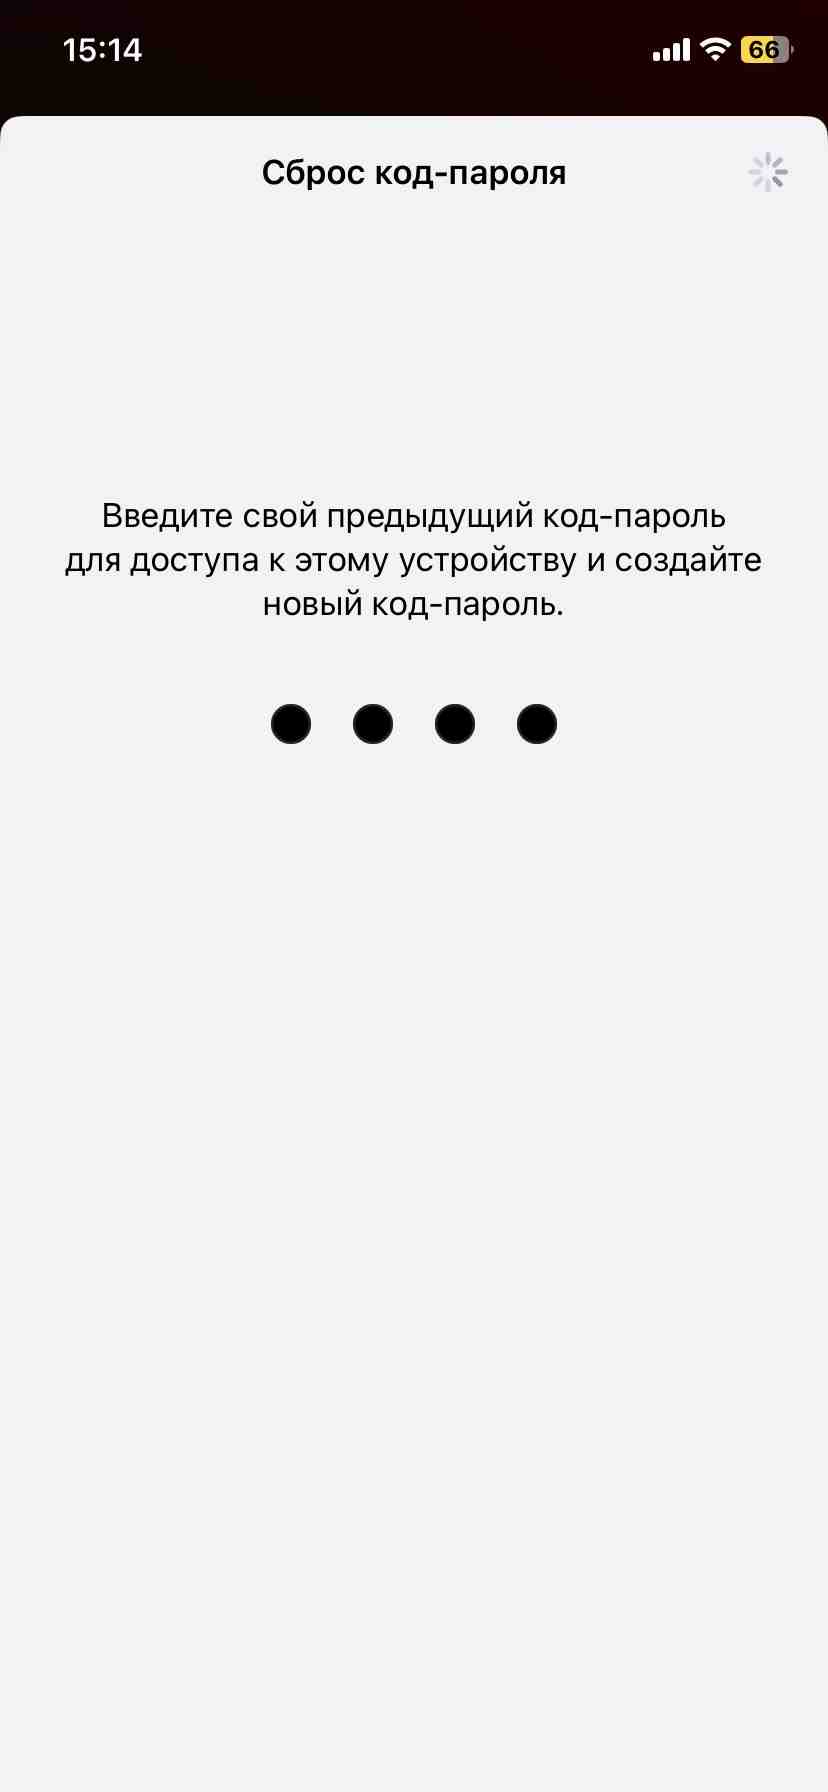 15:14
66
Сброс код-пароля
Введите свой предыдущий код-пароль
для доступа к этому устройству и создайте
новый код-пароль.